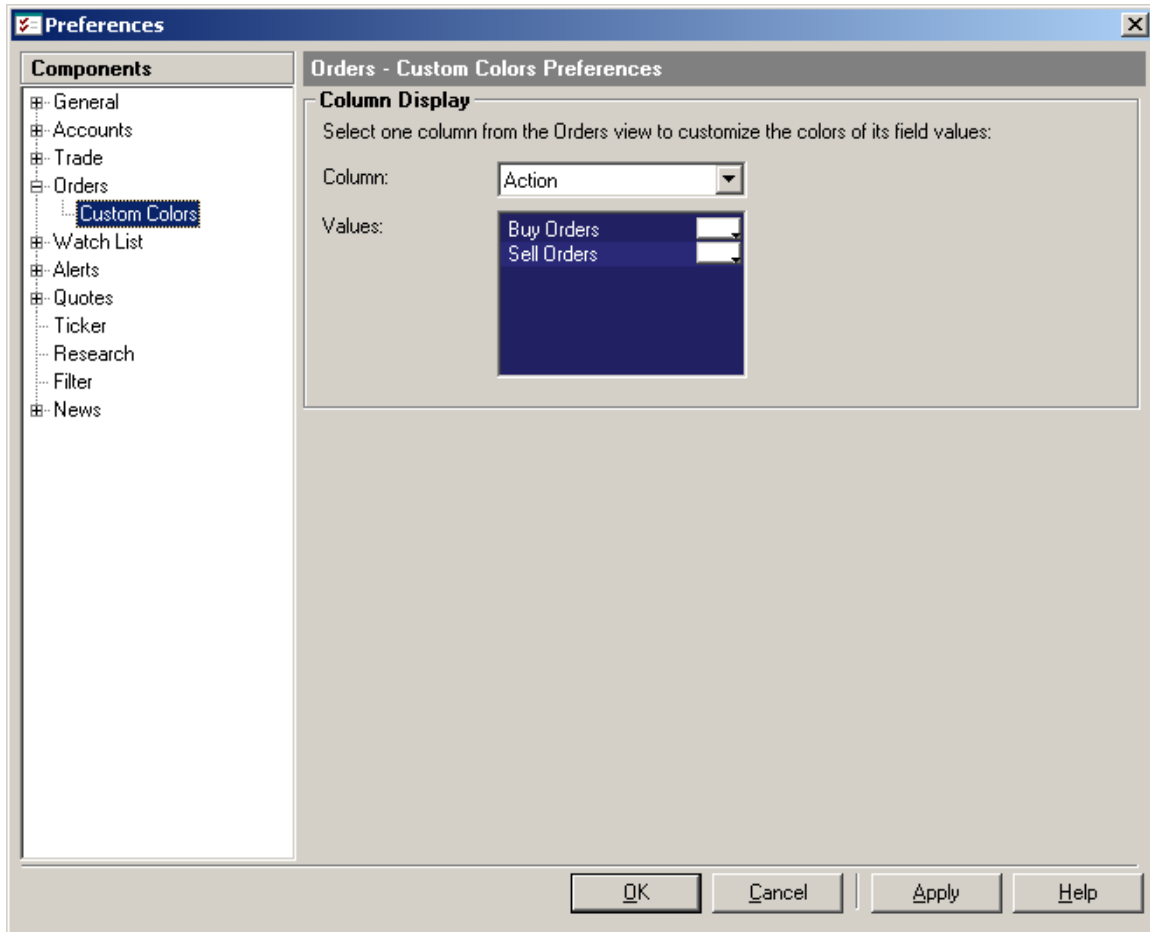 Preferences
Components
General
Accounts
Trade
Orders
Custom Colors
Watch List
Alerts
Quotes
Ticker
Research
Filter
News
Orders - Custom Colors Preferences
Column Display
Select one column from the Orders view to customize the colors of its field values:
Column: Action
Values: Buy Orders
Sell Orders
OK Cancel Apply Help